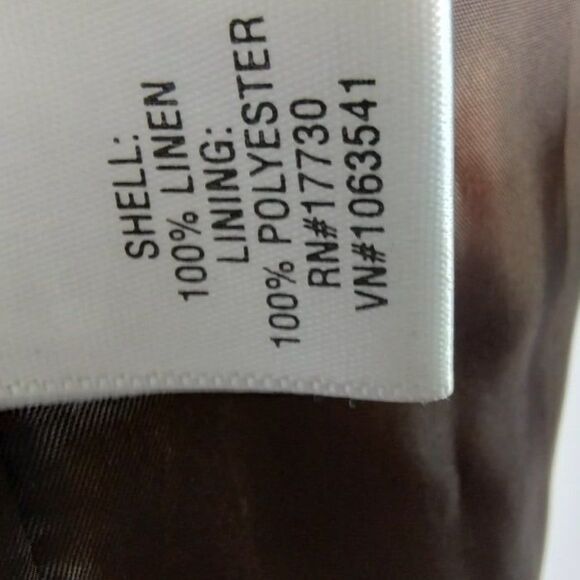 SHELL:
100% LINEN
LINING:
100% POLYESTER
RN#17730
VN#1063541